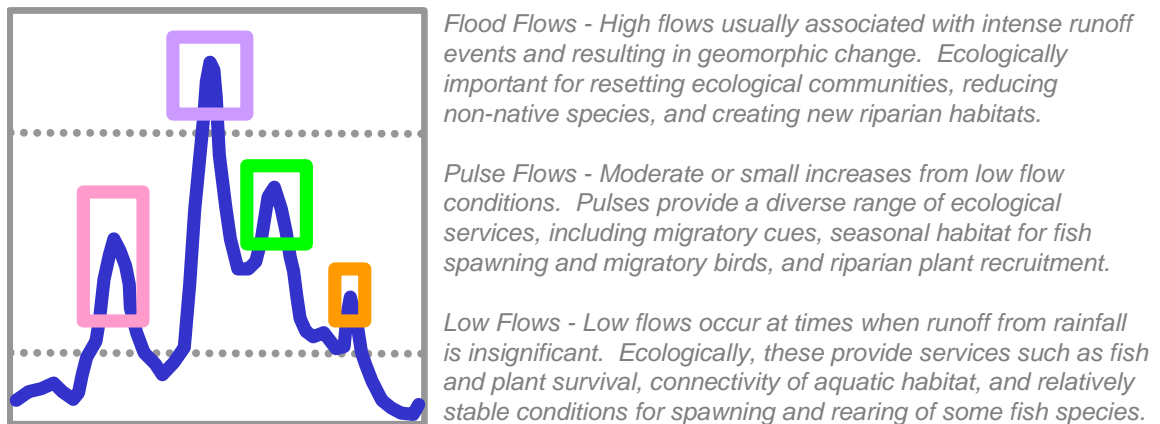 Flood Flows - High flows usually associated with intense runoff
events and resulting in geomorphic change.  Ecologically
important for resetting ecological communities, reducing
non-native species, and creating new riparian habitats.
Pulse Flows - Moderate or small increases from low flow
conditions.  Pulses provide a diverse range of ecological
services, including migratory cues, seasonal habitat for fish
spawning and migratory birds, and riparian plant recruitment.
Low Flows - Low flows occur at times when runoff from rainfall
is insignificant.  Ecologically, these provide services such as fish
and plant survival, connectivity of aquatic habitat, and relatively
stable conditions for spawning and rearing of some fish species.